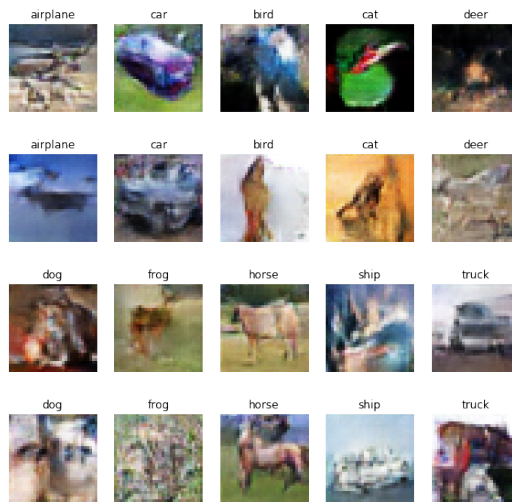 airplane car bird cat deer
airplane car bird cat deer
dog frog horse ship truck
dog frog horse ship truck